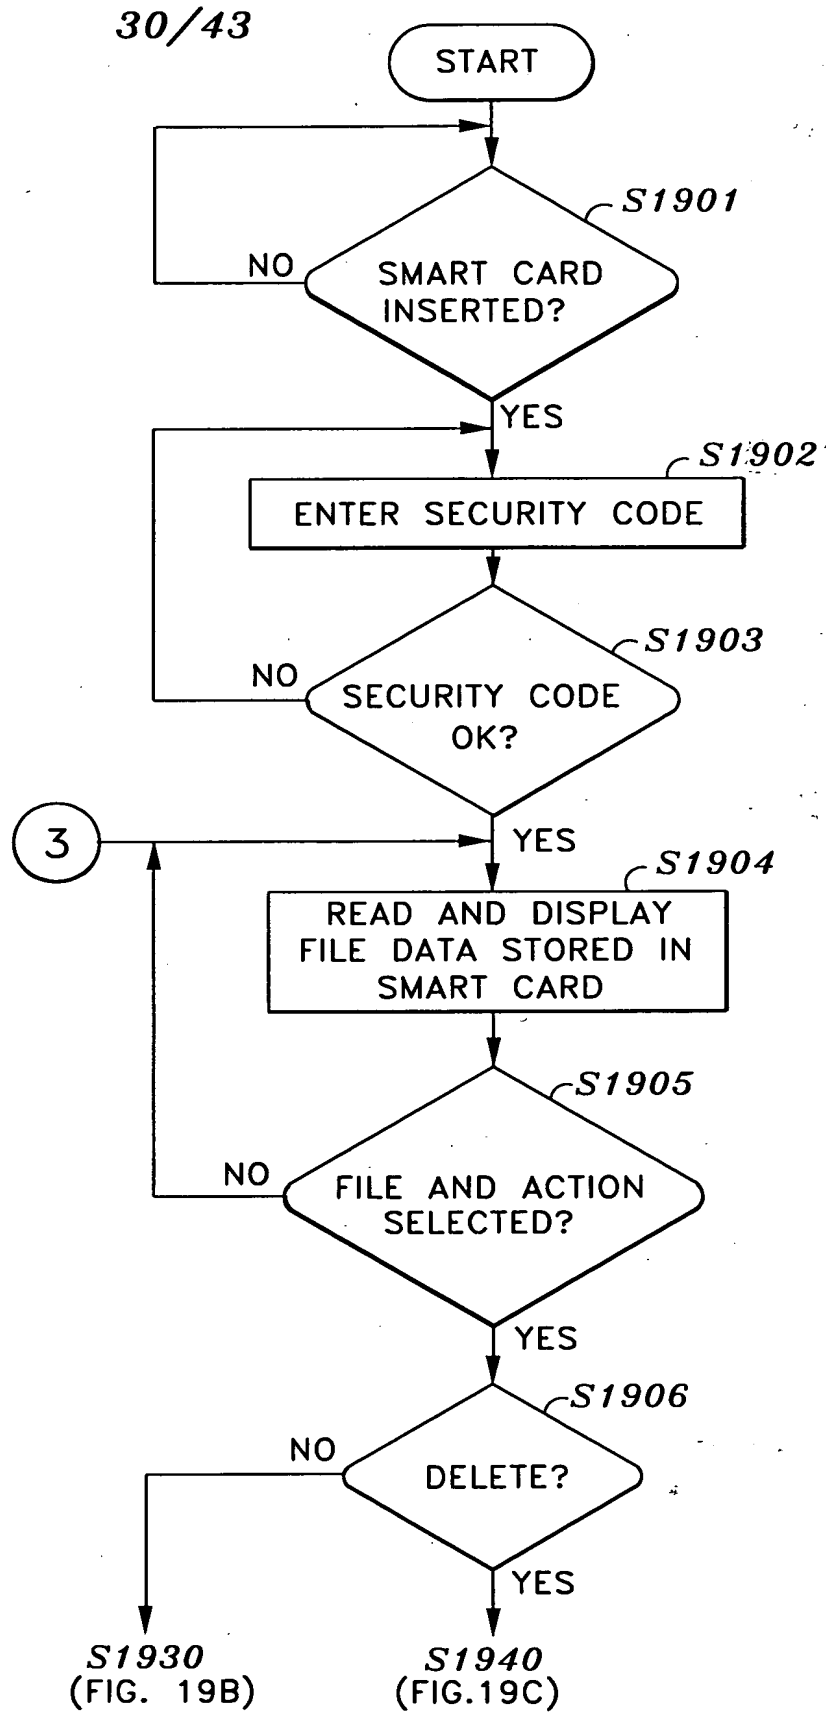 30/43
START
S1901
NO
SMART CARD
INSERTED?
YES
S1902
ENTER SECURITY CODE
S1903
NO
SECURITY CODE
OK?
3
YES
S1904
READ AND DISPLAY
FILE DATA STORED IN
SMART CARD
S1905
NO
FILE AND ACTION
SELECTED?
YES
S1906
NO
DELETE?
YES
S1930
(FIG. 19B)
S1940
(FIG.19C)